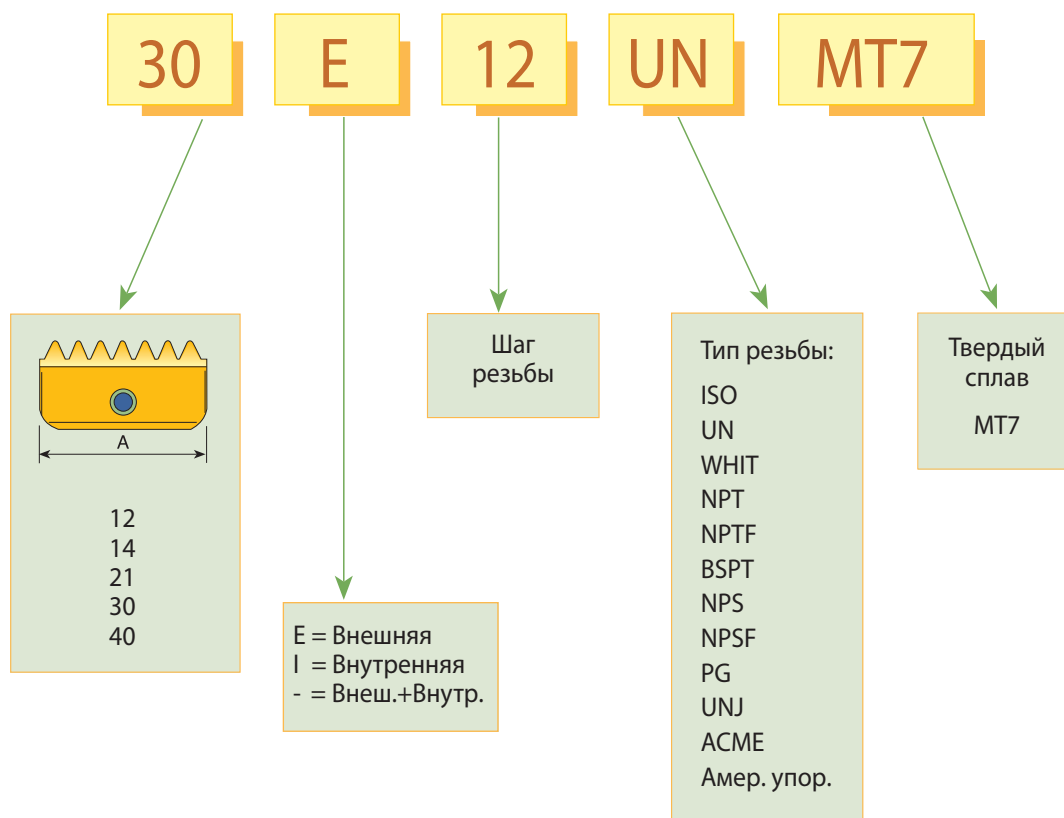 30 E 12 UN MT7
A
12
14
21
30
40
E = Внешняя
I = Внутренняя
- = Внеш.+Внутр.
Шаг
резьбы
Тип резьбы:
ISO
UN
WHIT
NPT
NPTF
BSPT
NPS
NPSF
PG
UNJ
ACME
Амер. упор.
Твердый
сплав
MT7